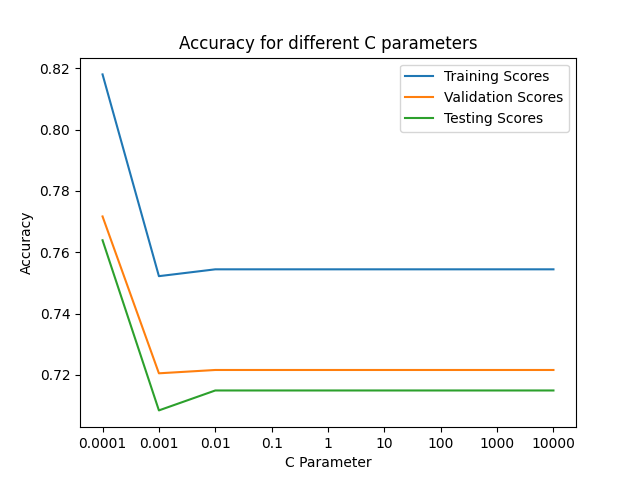 Accuracy for different C parameters
Training Scores
Validation Scores
Testing Scores
Accuracy
0.82
0.80
0.78
0.76
0.74
0.72
0.0001 0.001 0.01 0.1 1 10 100 1000 10000
C Parameter